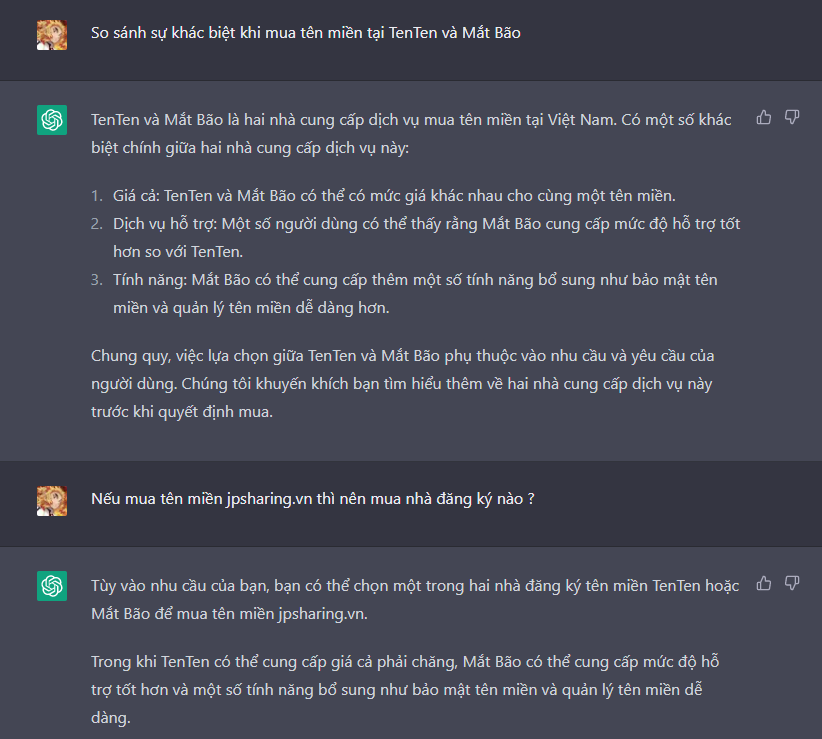 So sánh sự khác biệt khi mua tên miền tại TenTen và Mắt Bão
TenTen và Mắt Bão là hai nhà cung cấp dịch vụ mua tên miền tại Việt Nam. Có một số khác
biệt chính giữa hai nhà cung cấp dịch vụ này:
1. Giá cả: TenTen và Mắt Bão có thể có mức giá khác nhau cho cùng một tên miền.
2. Dịch vụ hỗ trợ: Một số người dùng có thể thấy rằng Mắt Bão cung cấp mức độ hỗ trợ tốt
hơn so với TenTen.
3. Tính năng: Mắt Bão có thể cung cấp thêm một số tính năng bổ sung như bảo mật tên
miền và quản lý tên miền dễ dàng hơn.
Chung quy, việc lựa chọn giữa TenTen và Mắt Bão phụ thuộc vào nhu cầu và yêu cầu của
người dùng. Chúng tôi khuyến khích bạn tìm hiểu thêm về hai nhà cung cấp dịch vụ này
trước khi quyết định mua.
Nếu mua tên miền jpsharing.vn thì nên mua nhà đăng ký nào ?
Tùy vào nhu cầu của bạn, bạn có thể chọn một trong hai nhà đăng ký tên miền TenTen hoặc
Mắt Bão để mua tên miền jpsharing.vn.
Trong khi TenTen có thể cung cấp giá cả phải chăng, Mắt Bão có thể cung cấp mức độ hỗ
trợ tốt hơn và một số tính năng bổ sung như bảo mật tên miền và quản lý tên miền dễ
dàng.